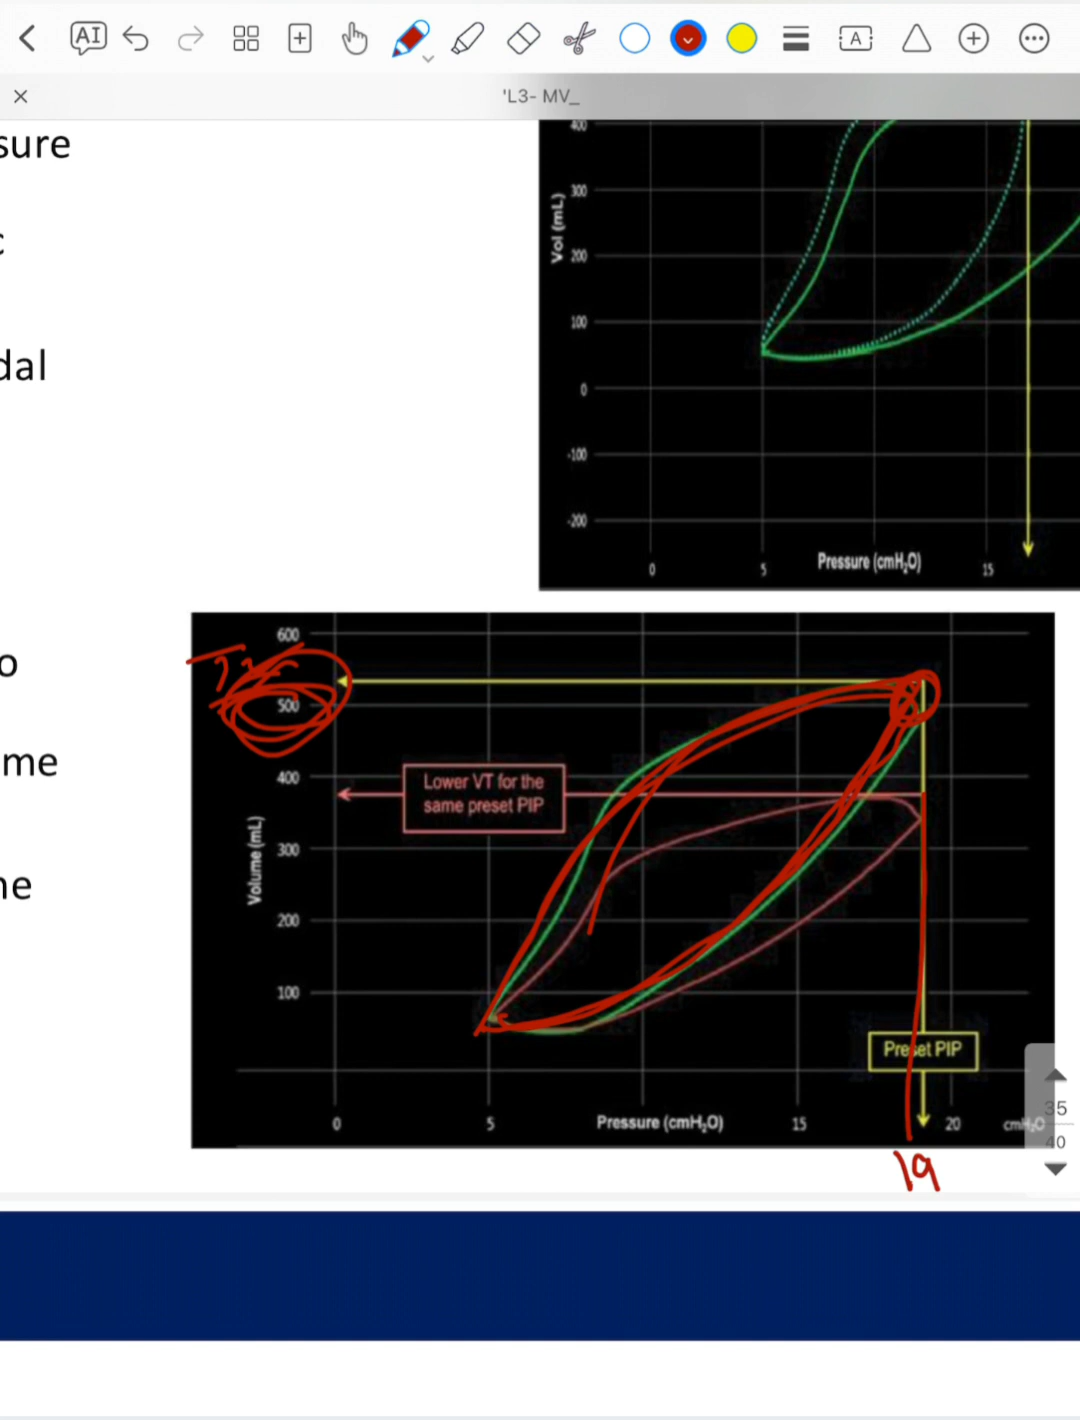 AI
A
'L3- MV_
sure
dal
400
300
200
100
0
-100
-200
Vol (mL)
0
5
Pressure (cmH₂O)
15
o
me
ne
600
500
400
300
200
100
Volume (mL)
Lower VT for the
same preset PIP
Preset PIP
0
5
Pressure (cmH₂O)
15
20
35
40
19